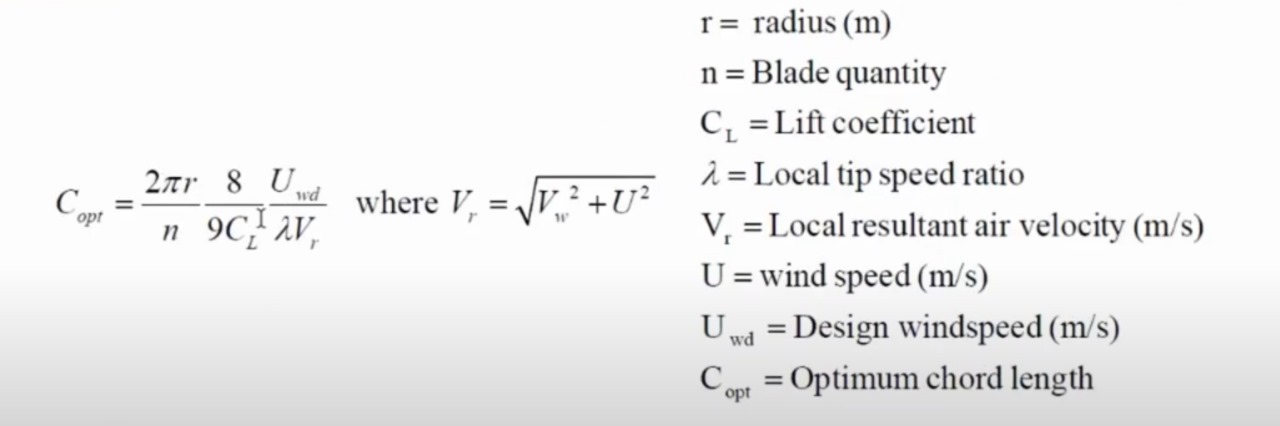 C_opt = 2πr/n 8/9C_L U_wd/λV_r where V_r = √V_w² + U²
r = radius (m)
n = Blade quantity
C_L = Lift coefficient
λ = Local tip speed ratio
V_r = Local resultant air velocity (m/s)
U = wind speed (m/s)
U_wd = Design windspeed (m/s)
C_opt = Optimum chord length